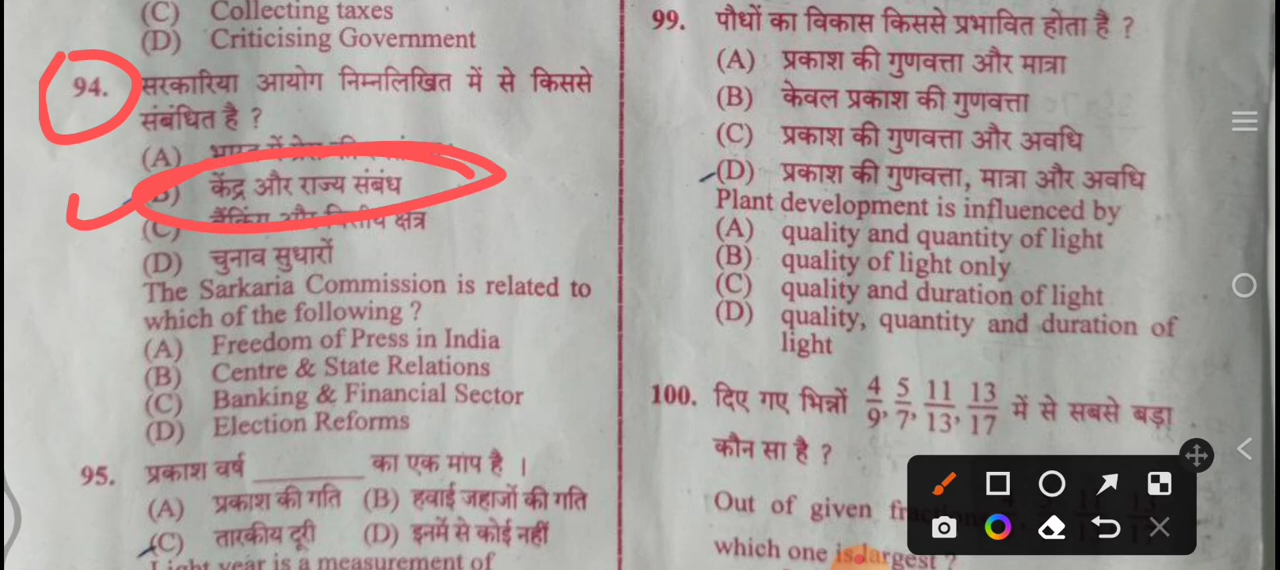 (C) Collecting taxes
(D) Criticising Government
94. सरकारिया आयोग निम्नलिखित में से किससे
संबंधित है ?
(A) भारत में
(B) केंद्र और राज्य संबंध
(C) बैंकिंग और वित्तीय क्षेत्र
(D) चुनाव सुधारों
The Sarkaria Commission is related to
which of the following ?
(A) Freedom of Press in India
(B) Centre & State Relations
(C) Banking & Financial Sector
(D) Election Reforms
95. प्रकाश वर्ष ________ का एक माप है ।
(A) प्रकाश की गति (B) हवाई जहाजों की गति
(C) तारकीय दूरी (D) इनमें से कोई नहीं
Light year is a measurement of
99. पौधों का विकास किससे प्रभावित होता है ?
(A) प्रकाश की गुणवत्ता और मात्रा
(B) केवल प्रकाश की गुणवत्ता
(C) प्रकाश की गुणवत्ता और अवधि
(D) प्रकाश की गुणवत्ता, मात्रा और अवधि
Plant development is influenced by
(A) quality and quantity of light
(B) quality of light only
(C) quality and duration of light
(D) quality, quantity and duration of
light
100. दिए गए भिन्नों 4/9, 5/7, 11/13, 13/17 में से सबसे बड़ा
कौन सा है ?
Out of given
which one is largest ?